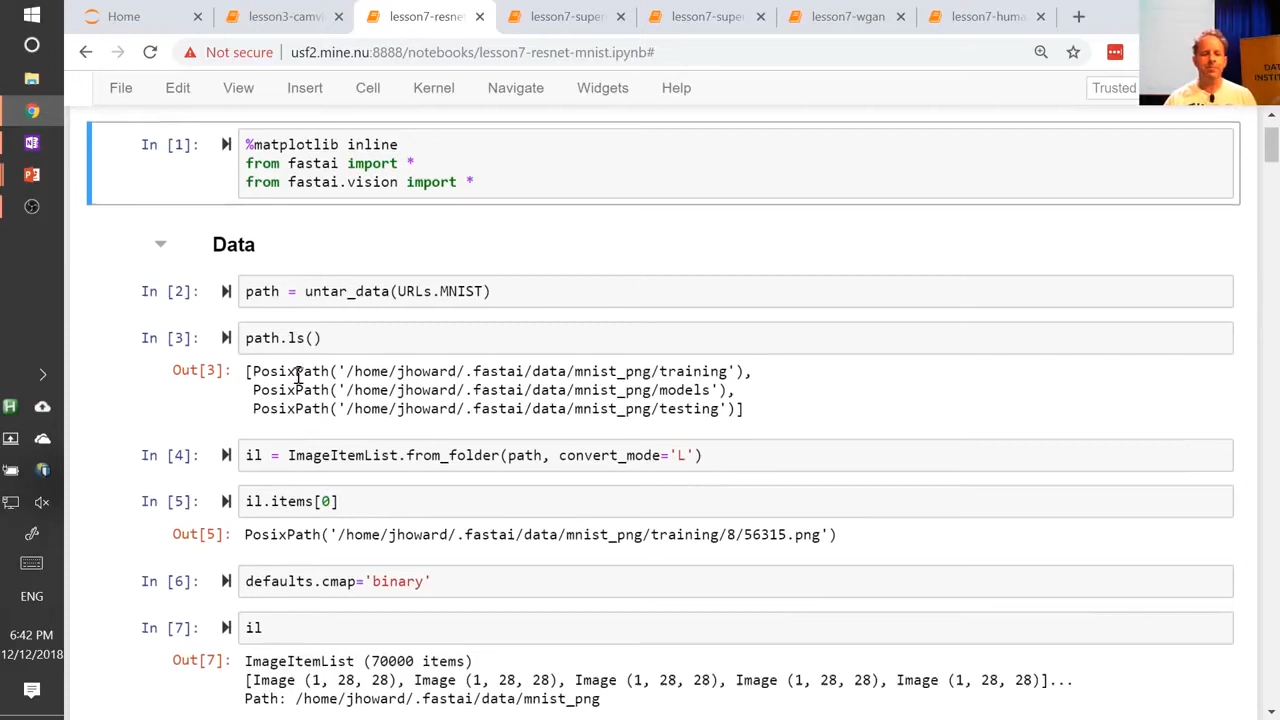 Home
lesson3-camvi
lesson7-resne
lesson7-super
lesson7-supe
lesson7-wgan
lesson7-huma
Not secure
usf2.mine.nu:8888/notebooks/lesson7-resnet-mnist.ipynb#
File Edit View Insert Cell Kernel Navigate Widgets Help
Trusted
DAT
INSTIT
In [1]:
%matplotlib inline
from fastai import *
from fastai.vision import *
Data
In [2]: path = untar_data(URLs.MNIST)
In [3]: path.ls()
Out[3]: [PosixPath('/home/jhoward/.fastai/data/mnist_png/training'),
PosixPath('/home/jhoward/.fastai/data/mnist_png/models'),
PosixPath('/home/jhoward/.fastai/data/mnist_png/testing')]
In [4]: il = ImageItemList.from_folder(path, convert_mode='L')
In [5]: il.items[0]
Out[5]: PosixPath('/home/jhoward/.fastai/data/mnist_png/training/8/56315.png')
In [6]: defaults.cmap='binary'
In [7]: il
Out[7]: ImageItemList (70000 items)
[Image (1, 28, 28), Image (1, 28, 28), Image (1, 28, 28), Image (1, 28, 28), Image (1, 28, 28)]...
Path: /home/jhoward/.fastai/data/mnist_png
ENG
6:42 PM
12/12/2018